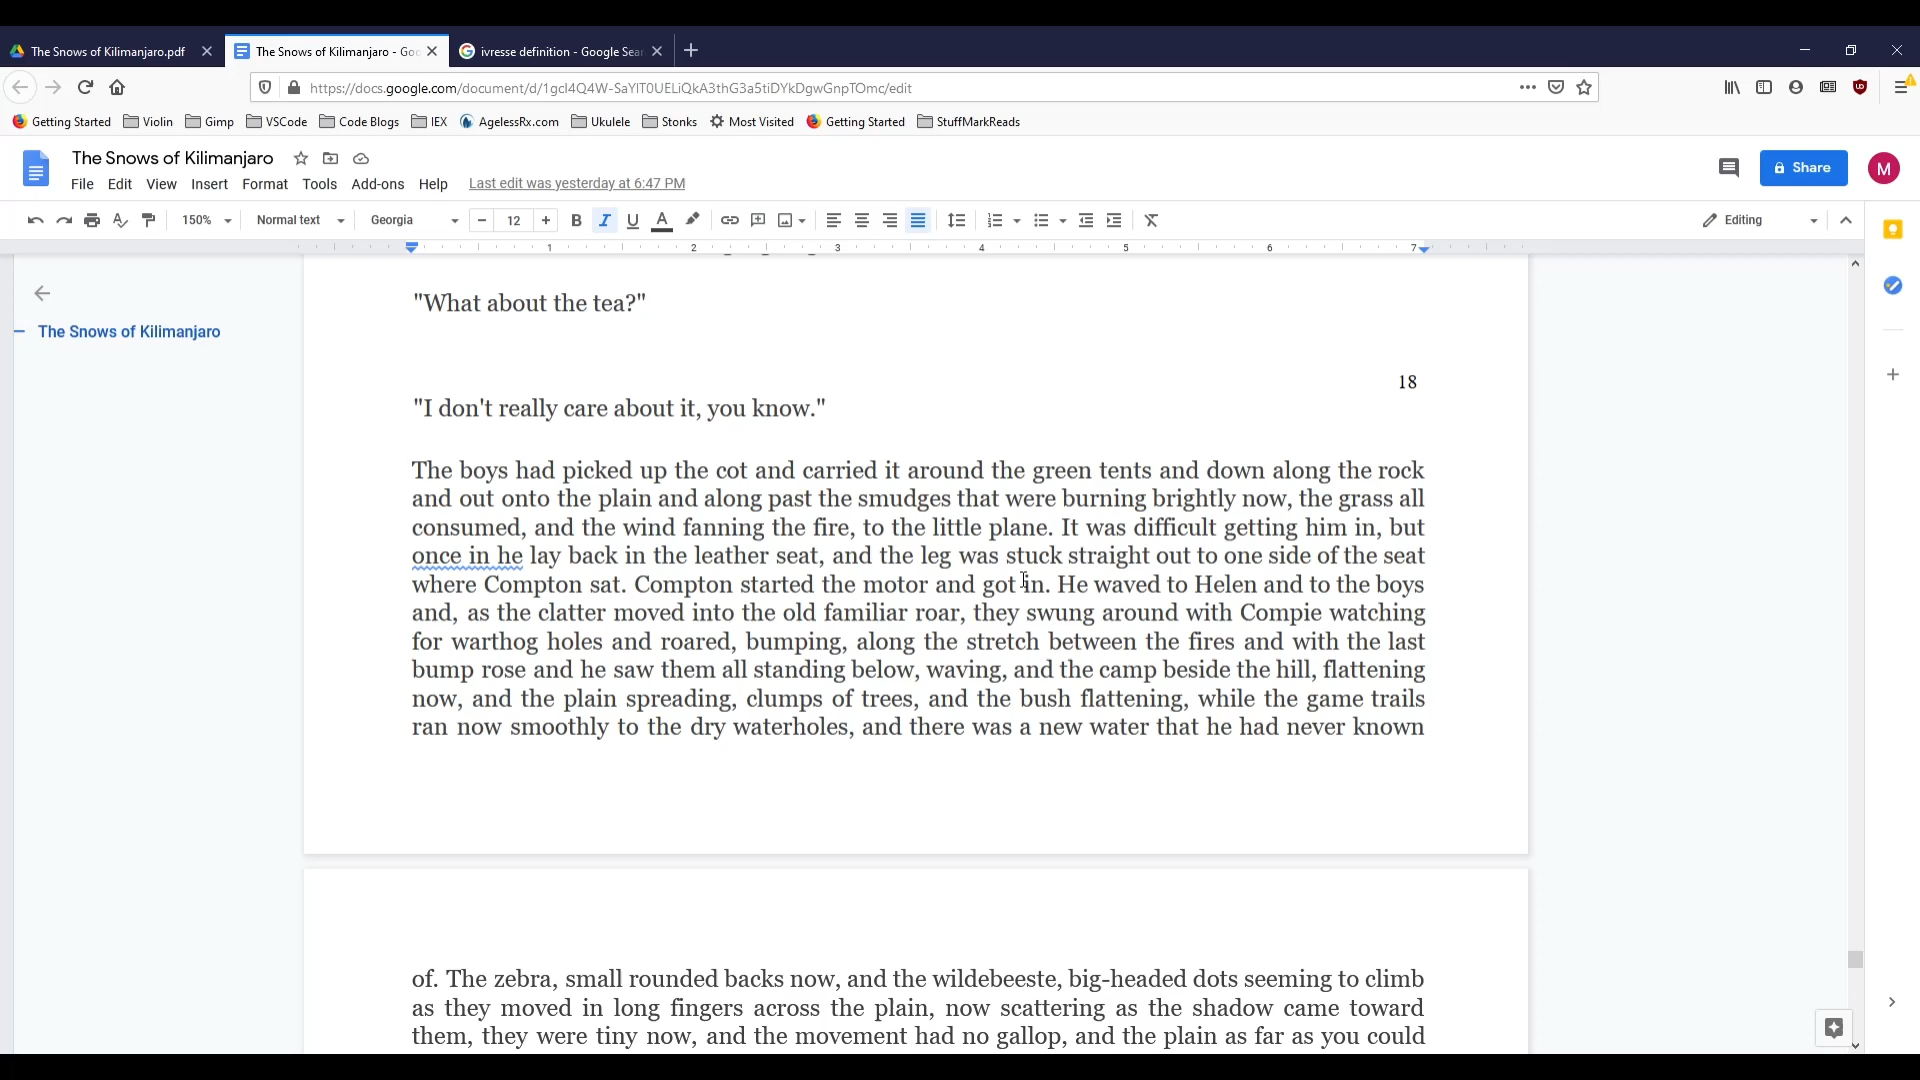 The Snows of Kilimanjaro.pdf
The Snows of Kilimanjaro - Goo
ivresse definition - Google Sear
https://docs.google.com/document/d/1gcl4Q4W-SaYlT0UELiQkA3thG3a5tiDYkDgwGnpTOmc/edit
Getting Started Violin Gimp VSCode Code Blogs IEX AgelessRx.com Ukulele Stonks Most Visited Getting Started StuffMarkReads
The Snows of Kilimanjaro
Share
M
File Edit View Insert Format Tools Add-ons Help Last edit was yesterday at 6:47 PM
150% Normal text Georgia - 12 + B I U A Editing
1 2 3 4 5 6 7
The Snows of Kilimanjaro
"What about the tea?"
18
"I don't really care about it, you know."
The boys had picked up the cot and carried it around the green tents and down along the rock
and out onto the plain and along past the smudges that were burning brightly now, the grass all
consumed, and the wind fanning the fire, to the little plane. It was difficult getting him in, but
once in he lay back in the leather seat, and the leg was stuck straight out to one side of the seat
where Compton sat. Compton started the motor and got in. He waved to Helen and to the boys
and, as the clatter moved into the old familiar roar, they swung around with Compie watching
for warthog holes and roared, bumping, along the stretch between the fires and with the last
bump rose and he saw them all standing below, waving, and the camp beside the hill, flattening
now, and the plain spreading, clumps of trees, and the bush flattening, while the game trails
ran now smoothly to the dry waterholes, and there was a new water that he had never known
of. The zebra, small rounded backs now, and the wildebeeste, big-headed dots seeming to climb
as they moved in long fingers across the plain, now scattering as the shadow came toward
them, they were tiny now, and the movement had no gallop, and the plain as far as you could